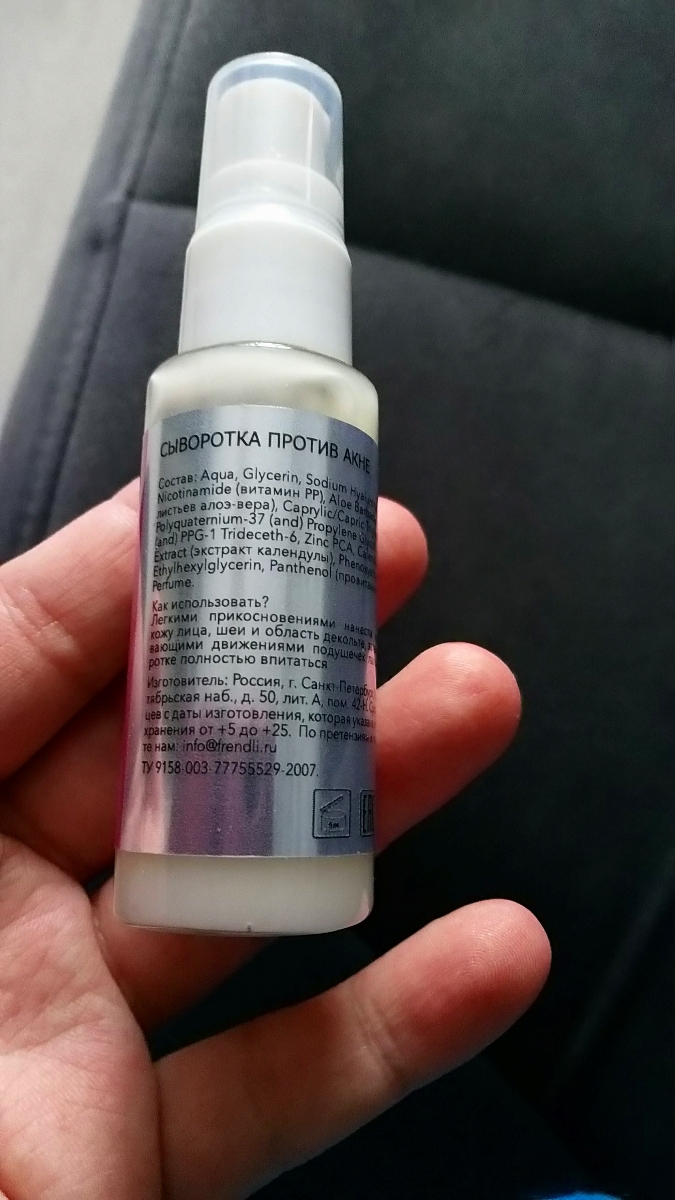 СЫВОРОТКА ПРОТИВ АКНЕ
Состав: Aqua, Glycerin, Sodium
Nicotinamide (витамин PP), Aloe
листьев алоэ-вера), Caprylic/Capric
Polyquaternium-37 (and) Propylene
(and) PPG-1 Trideceth-6, Zinc PCA,
Extract (экстракт календулы),
Ethylhexylglycerin, Panthenol
Perfume.
Как использовать?
Легкими прикосновениями
кожу лица, шеи и область декольте,
вающими движениями подушечек
ротке полностью впитаться
Изготовитель: Россия, г. Санкт-Петербург,
тябрьская наб., д. 50, лит. А, пом. 42-Н.
цев с даты изготовления, которая
хранения от +5 до +25. По
те нам: info@frendli.ru
ТУ 9158-003-77755529-2007.